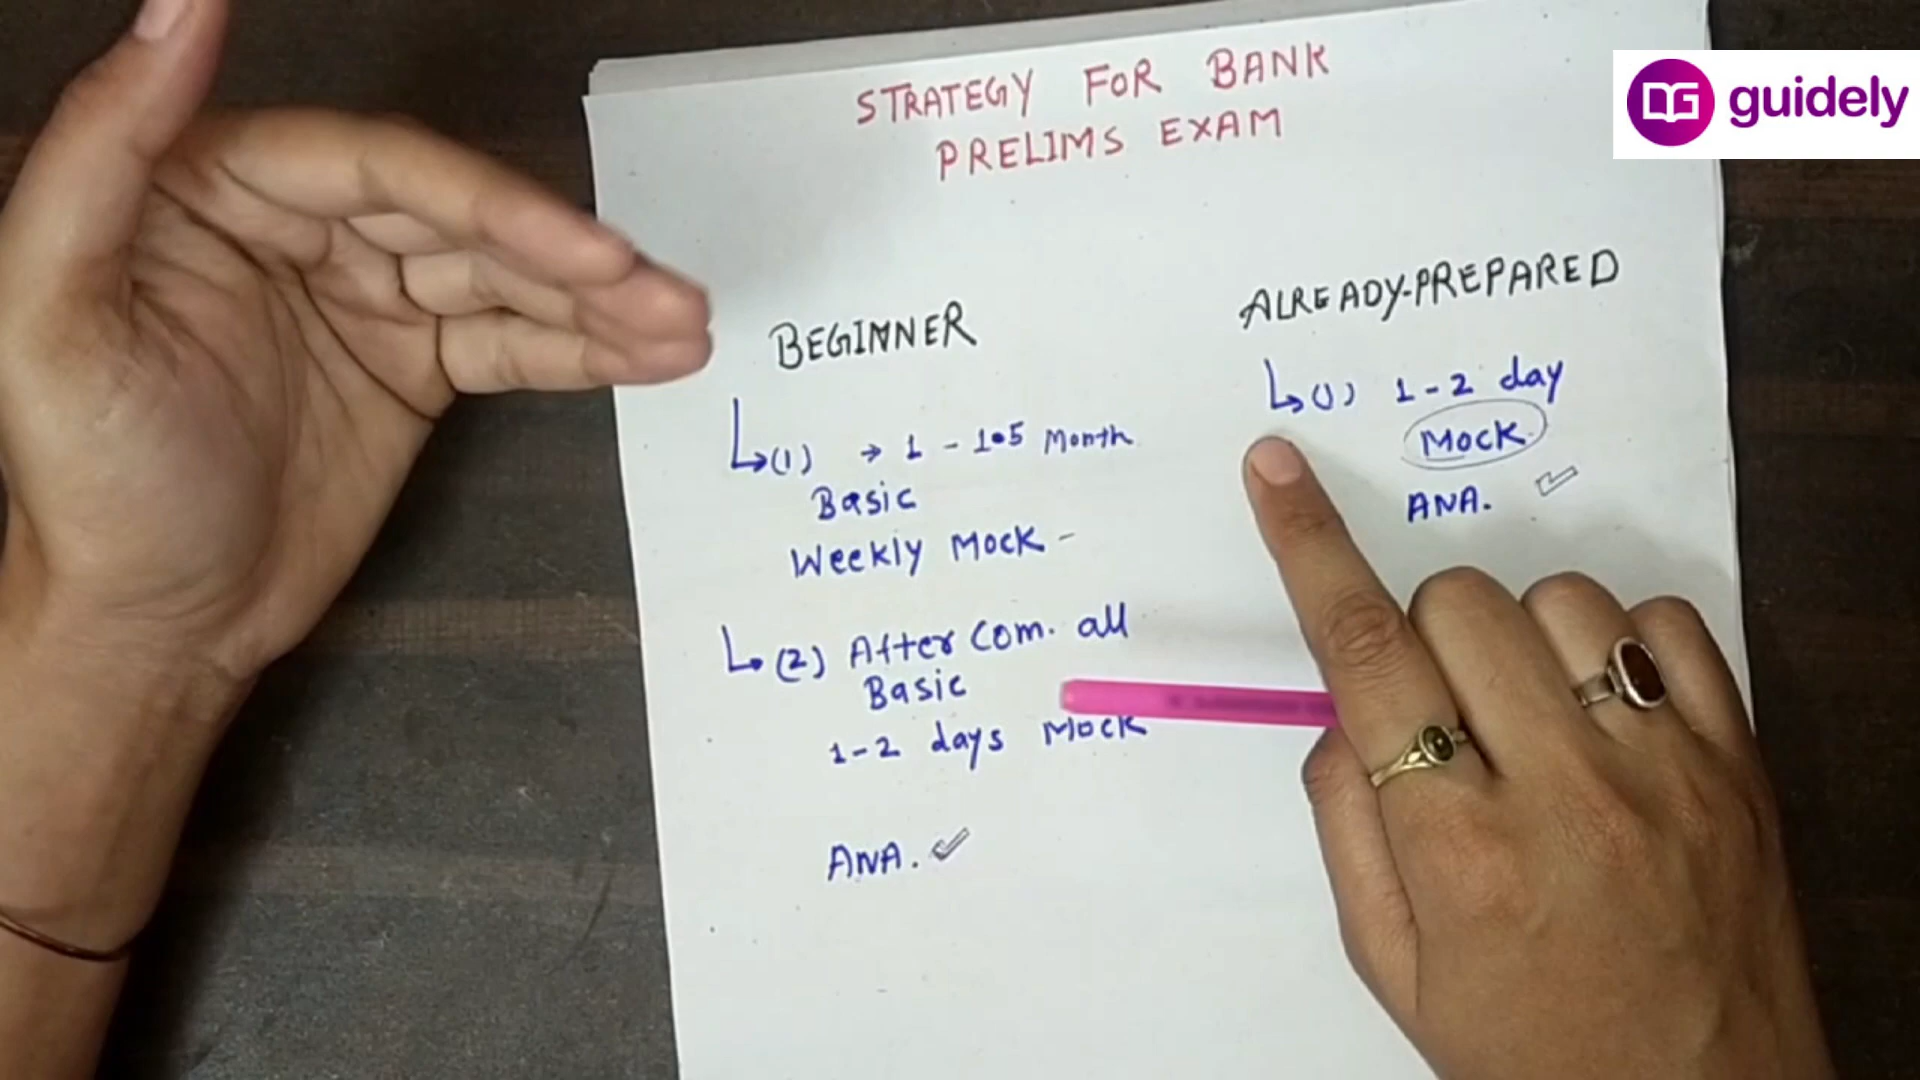 STRATEGY FOR BANK
PRELIMS EXAM
guidely
BEGINNER
(1) → 1 - 1.5 Month
Basic
Weekly Mock -
(2) After Com. all
Basic
1-2 days Mock
ANA. ✓
ALREADY-PREPARED
(1) 1-2 day
Mock
ANA. ✓